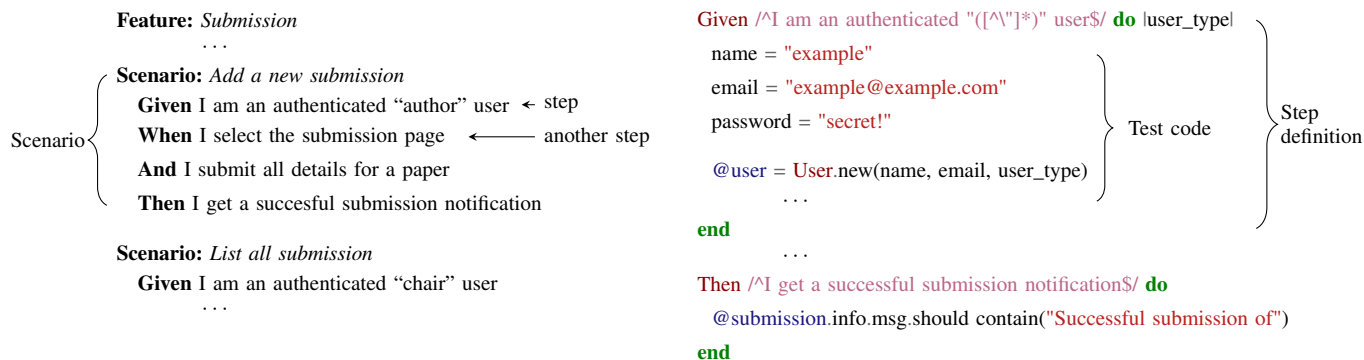 Feature: Submission
...
Scenario: Add a new submission
Given I am an authenticated “author” user
step
When I select the submission page
another step
Scenario
And I submit all details for a paper
Then I get a succesful submission notification
Scenario: List all submission
Given I am an authenticated “chair” user
...
Given /^I am an authenticated "([^\"]*)" user$/ do |user_type|
name = "example"
email = "example@example.com"
password = "secret!"
Test code
Step
definition
@user = User.new(name, email, user_type)
...
end
...
Then /^I get a successful submission notification$/ do
@submission.info.msg.should contain("Successful submission of")
end